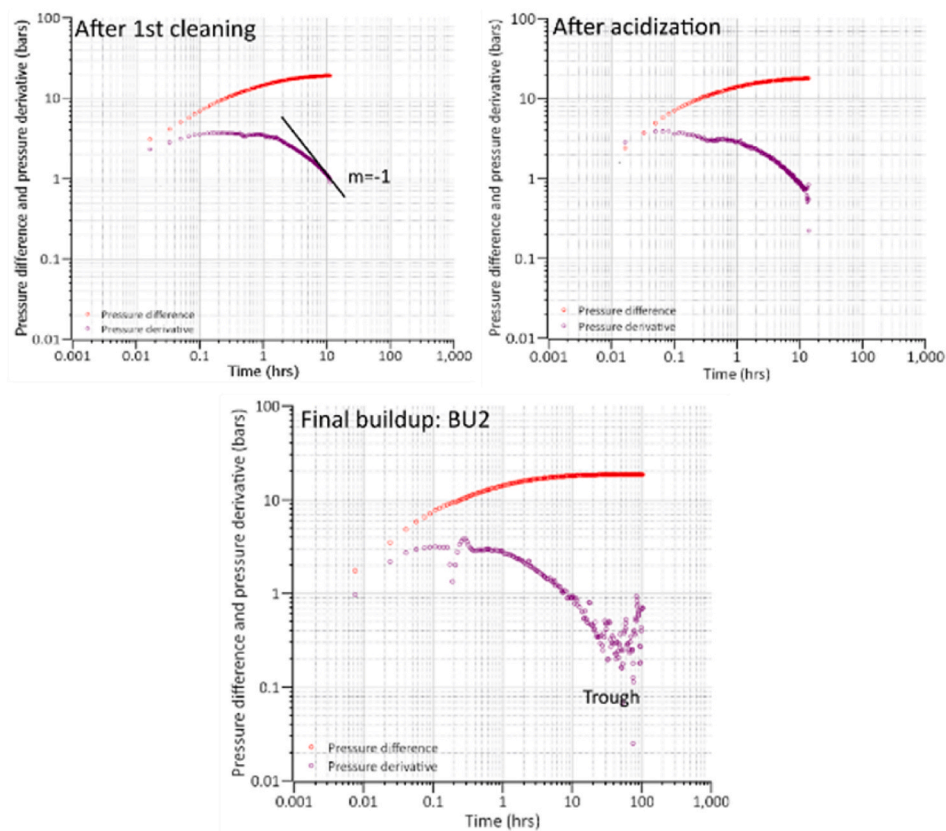 After 1st cleaning
Pressure difference and pressure derivative (bars)
100
10
1
0.1
0.01
m=-1
Pressure difference
Pressure derivative
0.001 0.01 0.1 1 10 100 1,000
Time (hrs)
After acidization
Pressure difference and pressure derivative (bars)
100
10
1
0.1
0.01
Pressure difference
Pressure derivative
0.001 0.01 0.1 1 10 100 1,000
Time (hrs)
Final buildup: BU2
Pressure difference and pressure derivative (bars)
100
10
1
0.1
0.01
Trough
Pressure difference
Pressure derivative
0.001 0.01 0.1 1 10 100 1,000
Time (hrs)